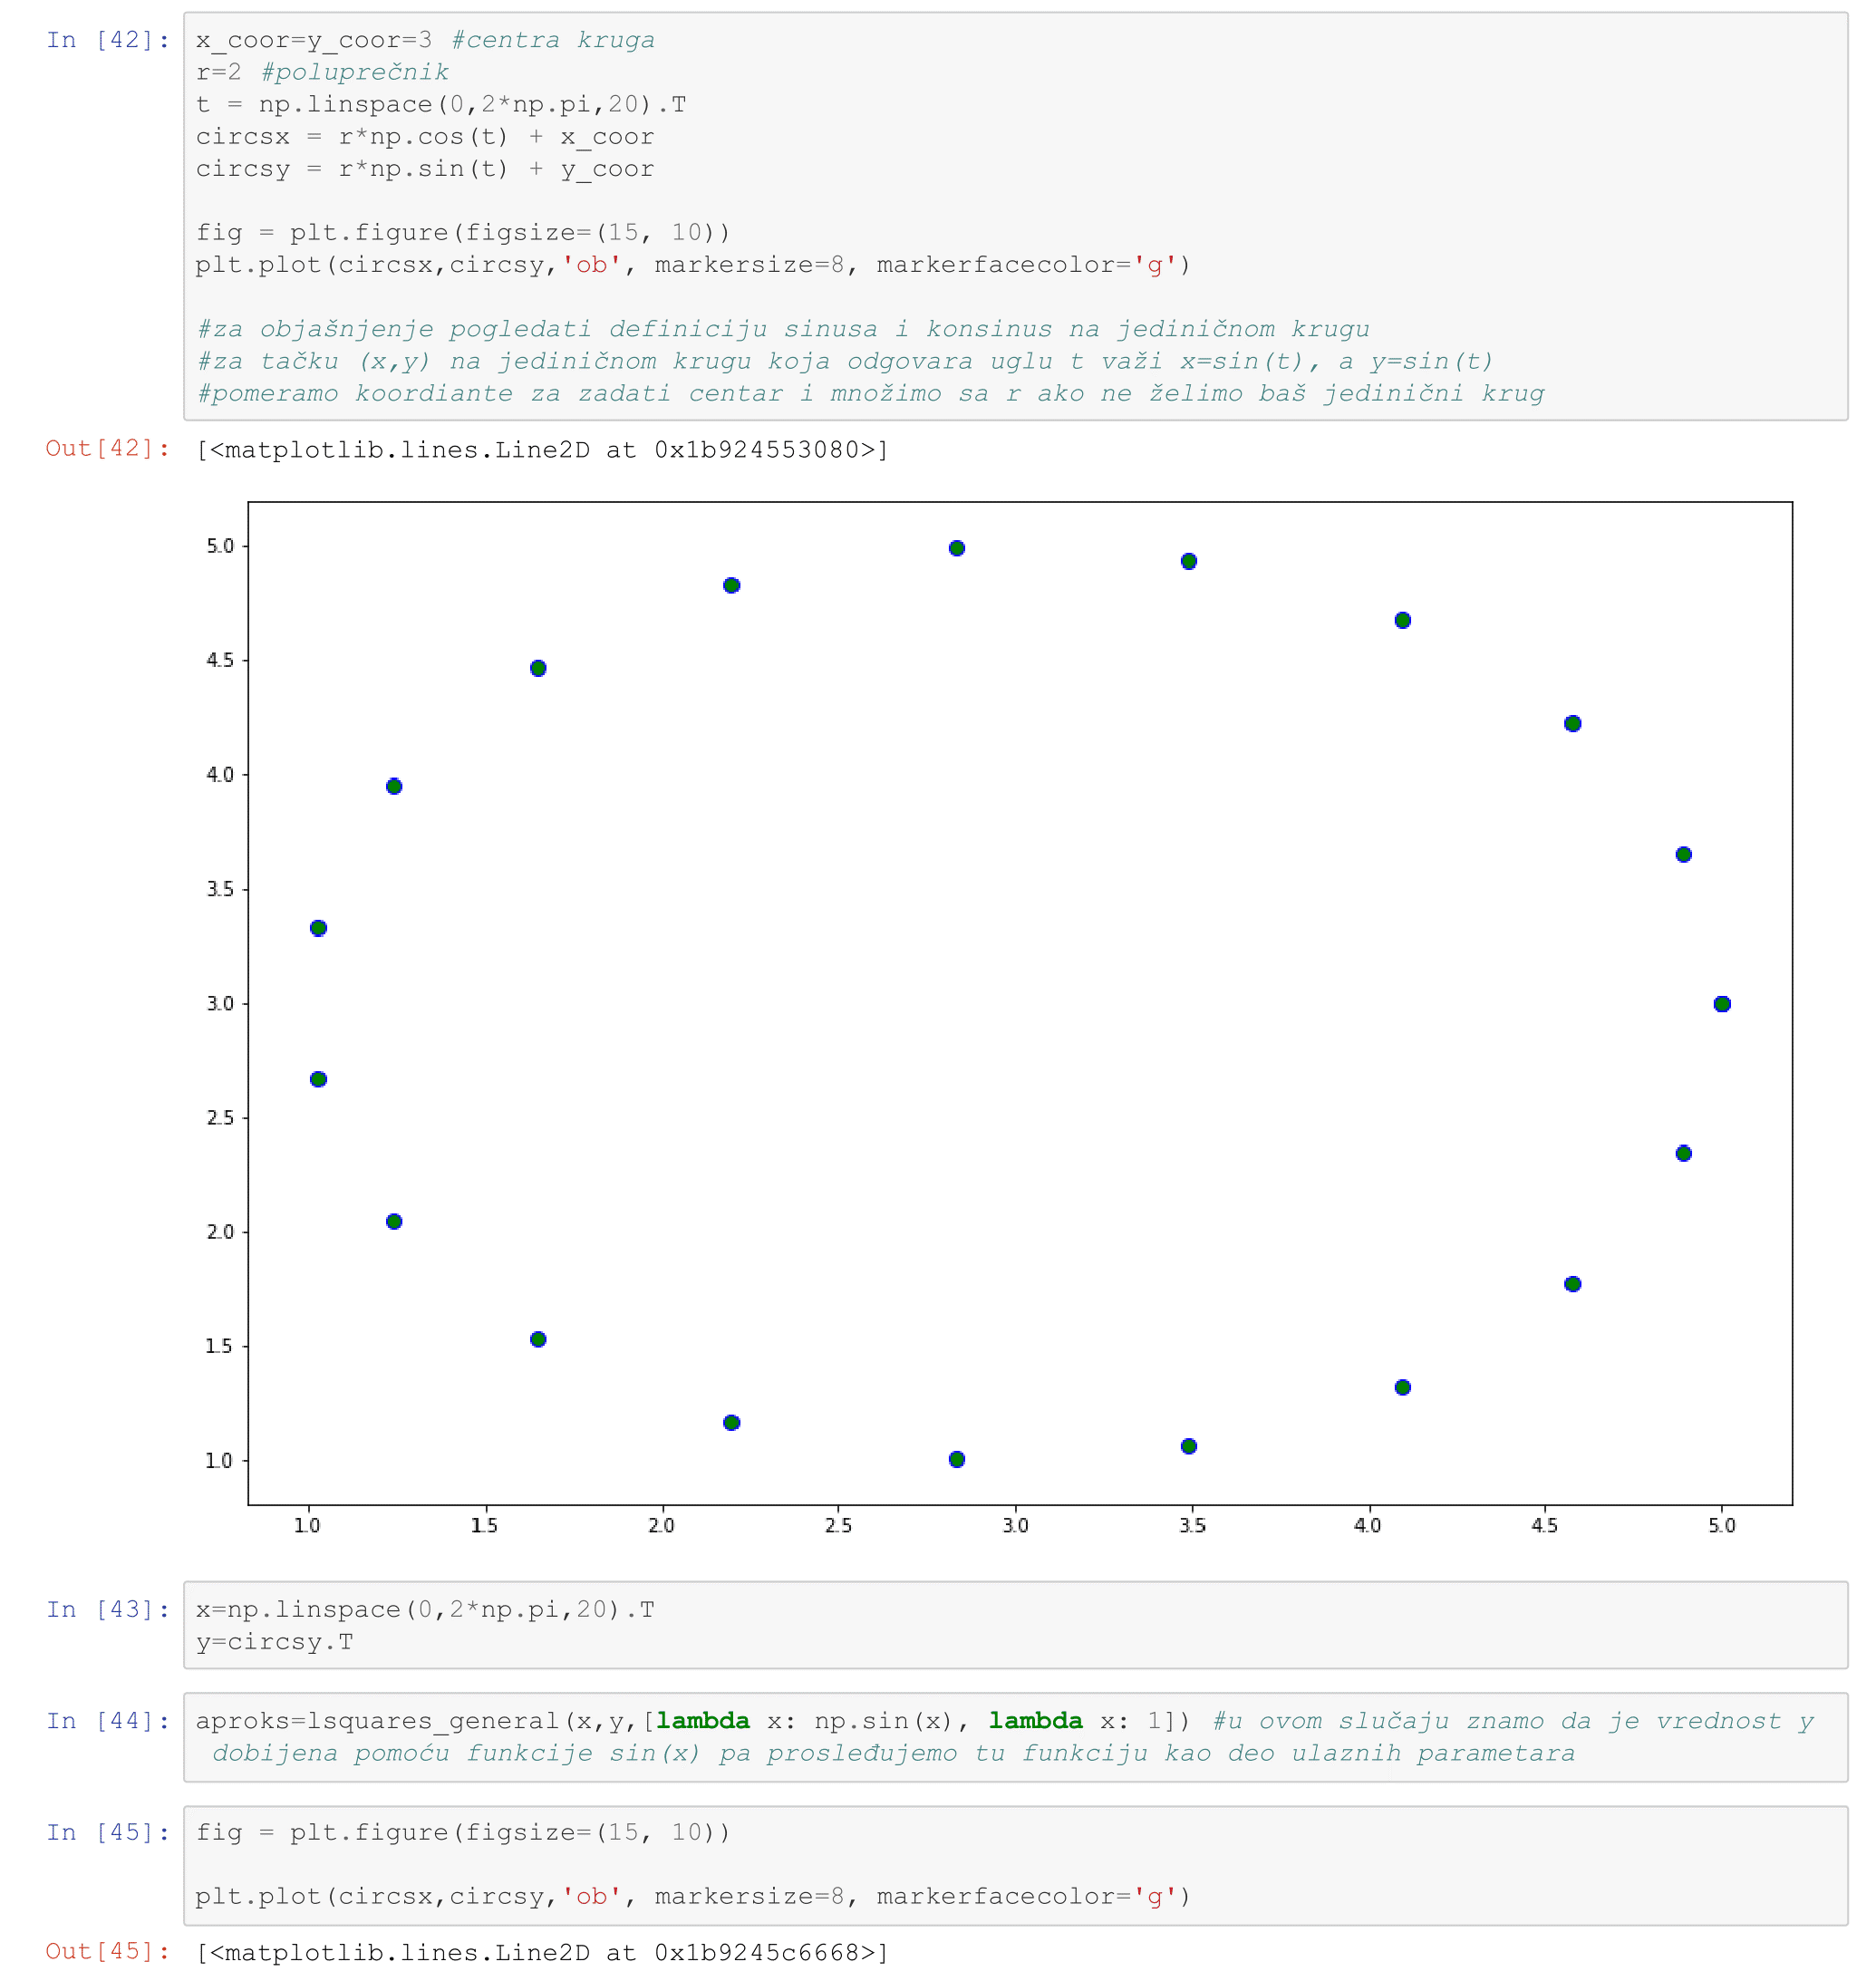 In [42]: x_coor=y_coor=3 #centra kruga
r=2 #poluprečnik
t = np.linspace(0,2*np.pi,20).T
circsx = r*np.cos(t) + x_coor
circsy = r*np.sin(t) + y_coor
fig = plt.figure(figsize=(15, 10))
plt.plot(circsx,circsy,'ob', markersize=8, markerfacecolor='g')
#za objašnjenje pogledati definiciju sinusa i konsinus na jediničnom krugu
#za tačku (x,y) na jediničnom krugu koja odgovara uglu t važi x=sin(t), a y=sin(t)
#pomeramo koordiante za zadati centar i množimo sa r ako ne želimo baš jedinični krug
Out[42]: [<matplotlib.lines.Line2D at 0x1b924553080>]
5.0
4.5
4.0
3.5
3.0
2.5
2.0
1.5
1.0
1.0 1.5 2.0 2.5 3.0 3.5 4.0 4.5 5.0
In [43]: x=np.linspace(0,2*np.pi,20).T
y=circsy.T
In [44]: aproks=lsquares_general(x,y,[lambda x: np.sin(x), lambda x: 1]) #u ovom slučaju znamo da je vrednost y
dobijena pomoću funkcije sin(x) pa prosleđujemo tu funkciju kao deo ulaznih parametara
In [45]: fig = plt.figure(figsize=(15, 10))
plt.plot(circsx,circsy,'ob', markersize=8, markerfacecolor='g')
Out[45]: [<matplotlib.lines.Line2D at 0x1b9245c6668>]